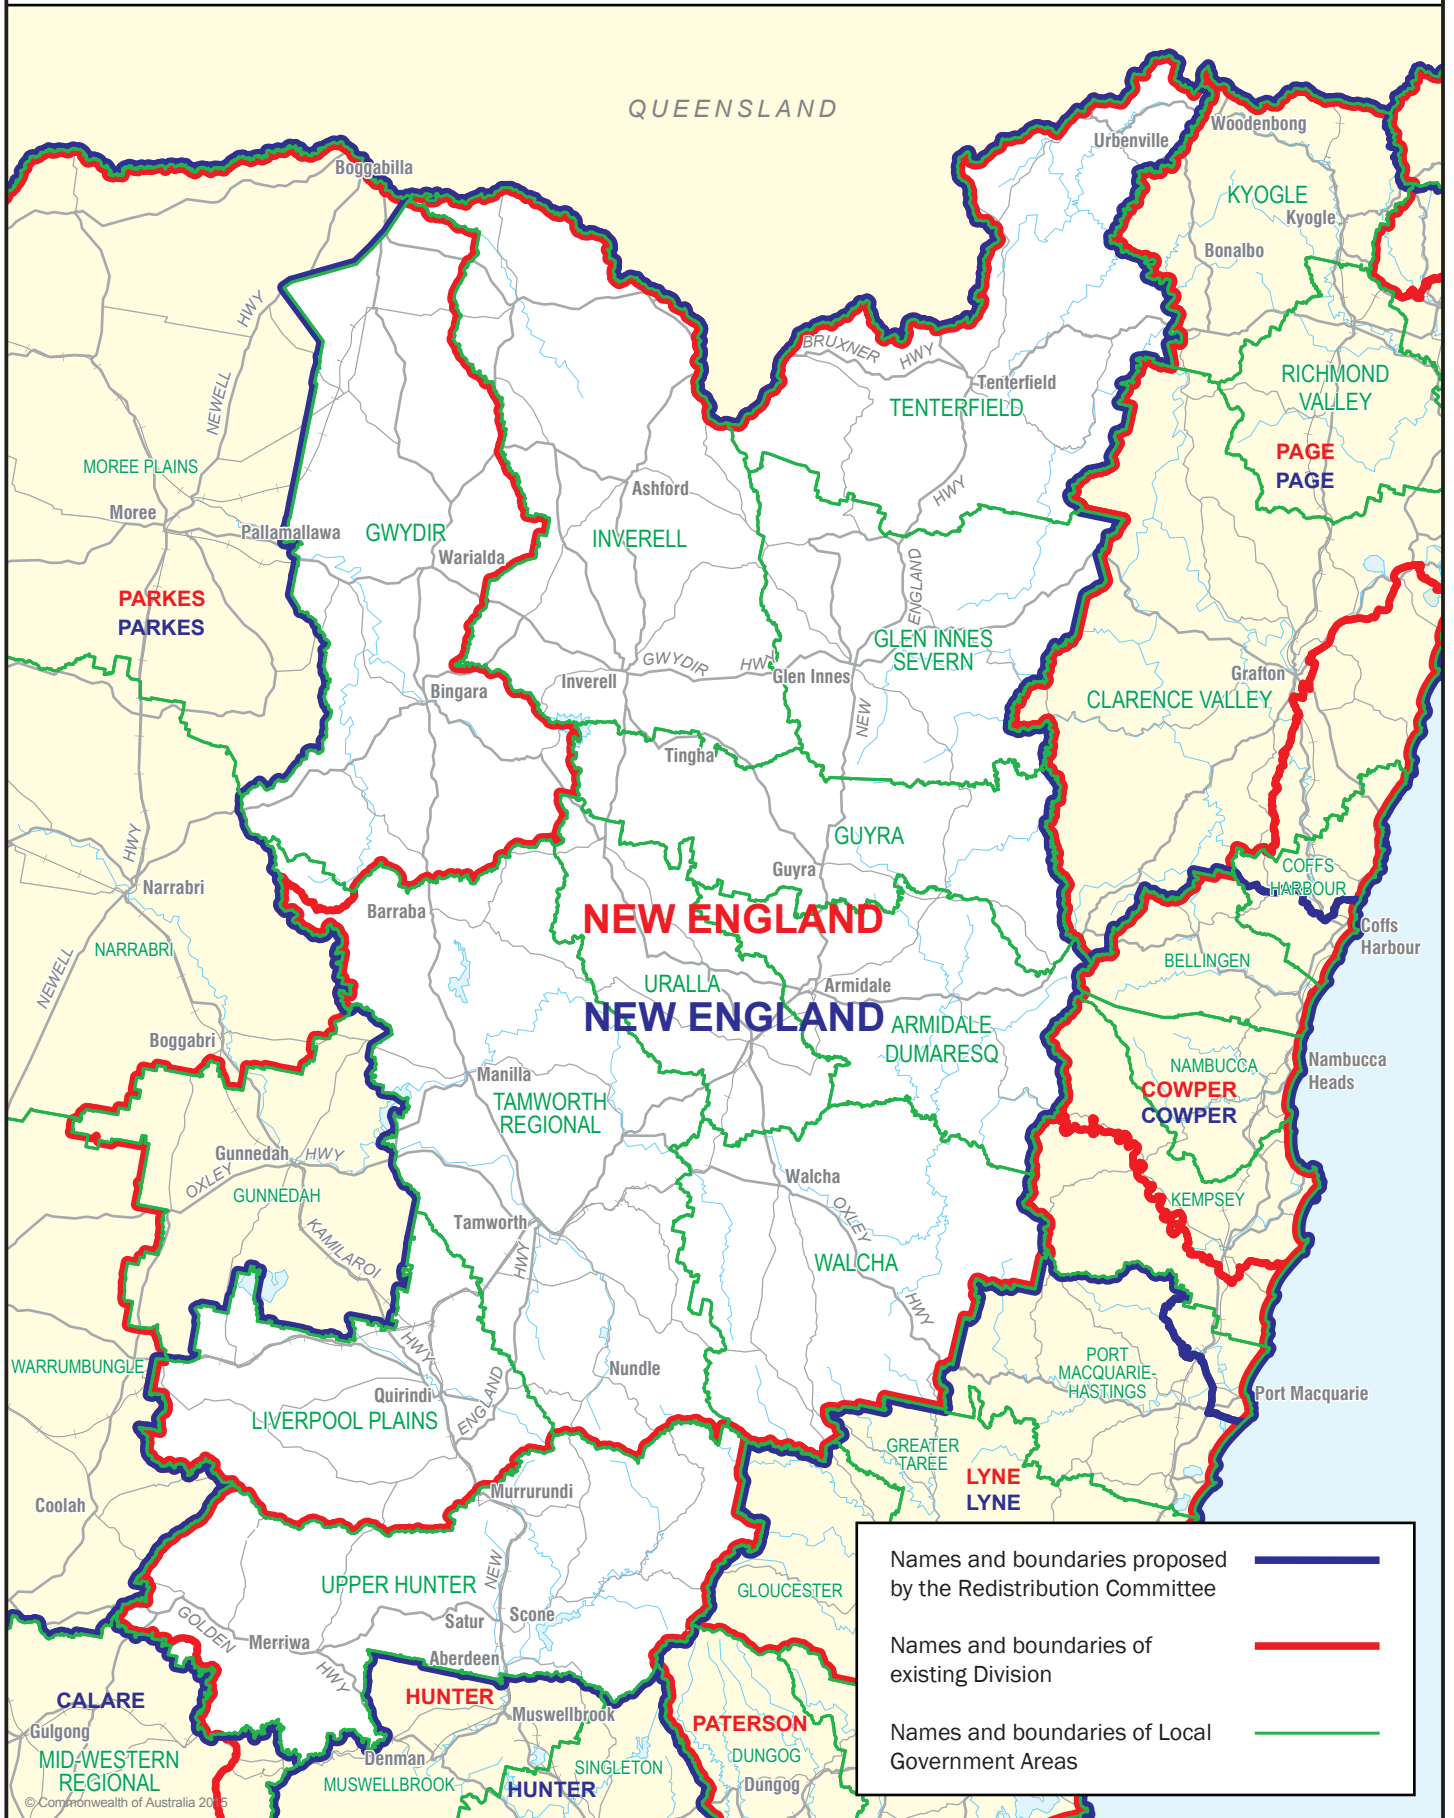 QUEENSLAND
Urbenville
Woodenbong
Boggabilla
KYOGLE
Kyogle
Bonalbo
HWY
NEWELL
BRUXNER
HWY
Tenterfield
TENTERFIELD
RICHMOND
VALLEY
PAGE
PAGE
MOREE PLAINS
Moree
Pallamallawa
GWYDIR
Warialda
Ashford
INVERELL
HWY
ENGLAND
PARKES
PARKES
GLEN INNES
SEVERN
GWYDIR
HWY
Inverell
Glen Innes
NEW
Bingara
Grafton
CLARENCE VALLEY
Tingha
HWY
GUYRA
Guyra
COFFS
HARBOUR
Coffs
Harbour
Narrabri
NARRABRI
NEWELL
Barraba
NEW ENGLAND
URALLA
NEW ENGLAND
Armidale
ARMIDALE
DUMARESQ
BELLINGEN
Boggabri
Manilla
TAMWORTH
REGIONAL
NAMBUCCA
COWPER
COWPER
Nambucca
Heads
Gunnedah
HWY
OXLEY
GUNNEDAH
KAMILAROI
Walcha
OXLEY
WALCHA
HWY
KEMPSEY
Tamworth
HWY
WARRUMBUNGLE
HWY
Quirindi
ENGLAND
LIVERPOOL PLAINS
Nundle
PORT
MACQUARIE-
HASTINGS
Port Macquarie
GREATER
TAREE
LYNE
LYNE
Coolah
Murrurundi
UPPER HUNTER
NEW
Satur
Scone
GLOUCESTER
GOLDEN
HWY
Merriwa
Aberdeen
CALARE
Gulgong
MID-WESTERN
REGIONAL
HUNTER
Muswellbrook
Denman
MUSWELLBROOK
SINGLETON
HUNTER
PATERSON
DUNGOG
Dungog
Names and boundaries proposed
by the Redistribution Committee
Names and boundaries of
existing Division
Names and boundaries of Local
Government Areas
© Commonwealth of Australia 2015